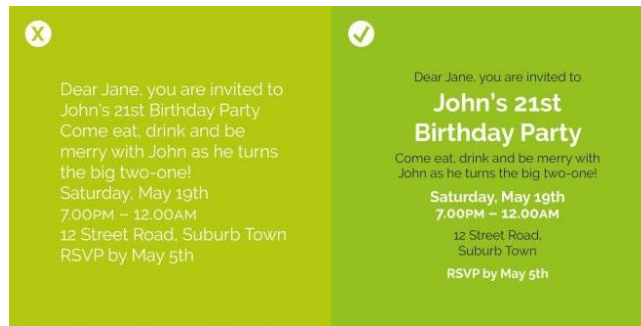 X
Dear Jane, you are invited to
John's 21st Birthday Party
Come eat, drink and be
merry with John as he turns
the big two-one!
Saturday, May 19th
7.00PM – 12.00AM
12 Street Road, Suburb Town
RSVP by May 5th
Dear Jane, you are invited to
John's 21st
Birthday Party
Come eat, drink and be merry with
John as he turns the big two-one!
Saturday, May 19th
7.00PM – 12.00AM
12 Street Road,
Suburb Town
RSVP by May 5th